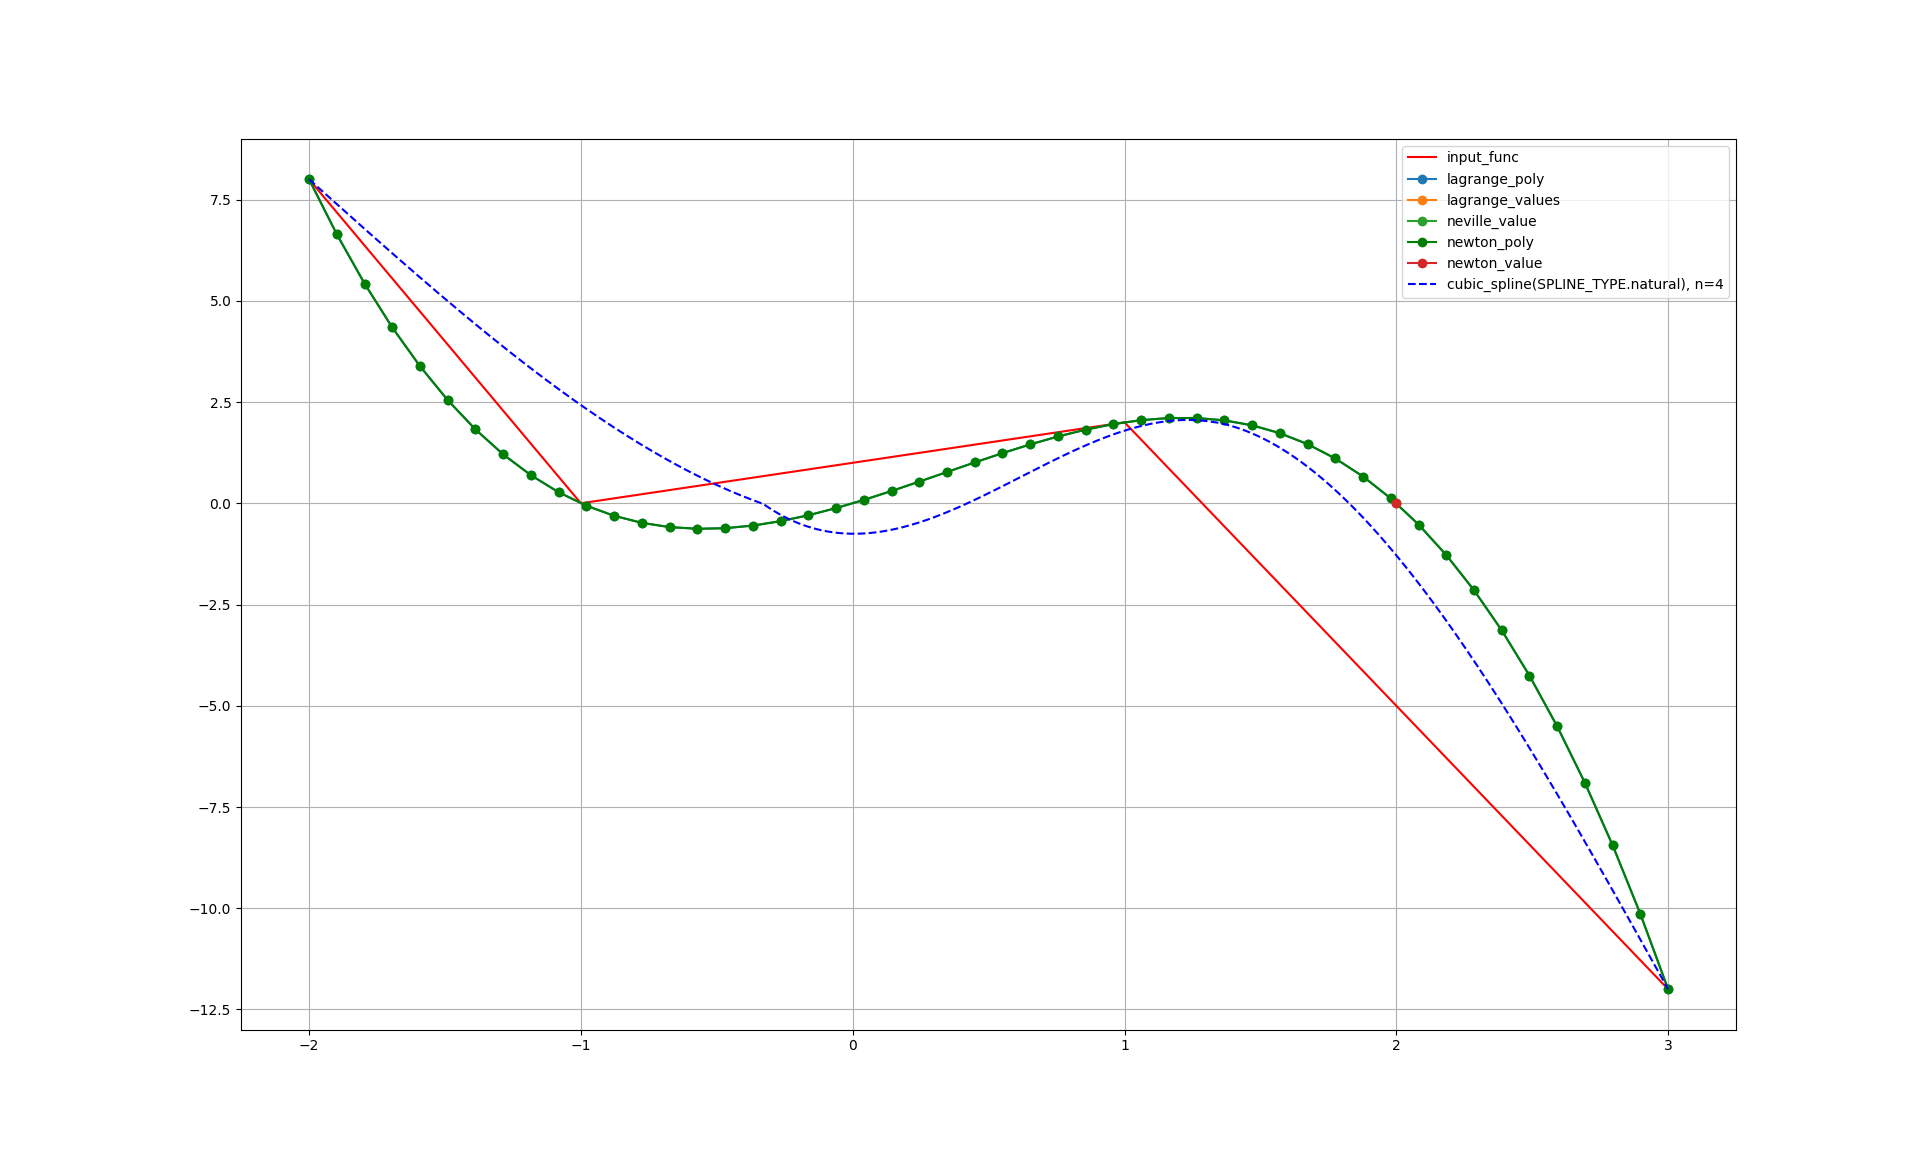 input_func
lagrange_poly
lagrange_values
neville_value
newton_poly
newton_value
cubic_spline(SPLINE_TYPE.natural), n=4
7.5
5.0
2.5
0.0
−2.5
−5.0
−7.5
−10.0
−12.5
−2 −1 0 1 2 3